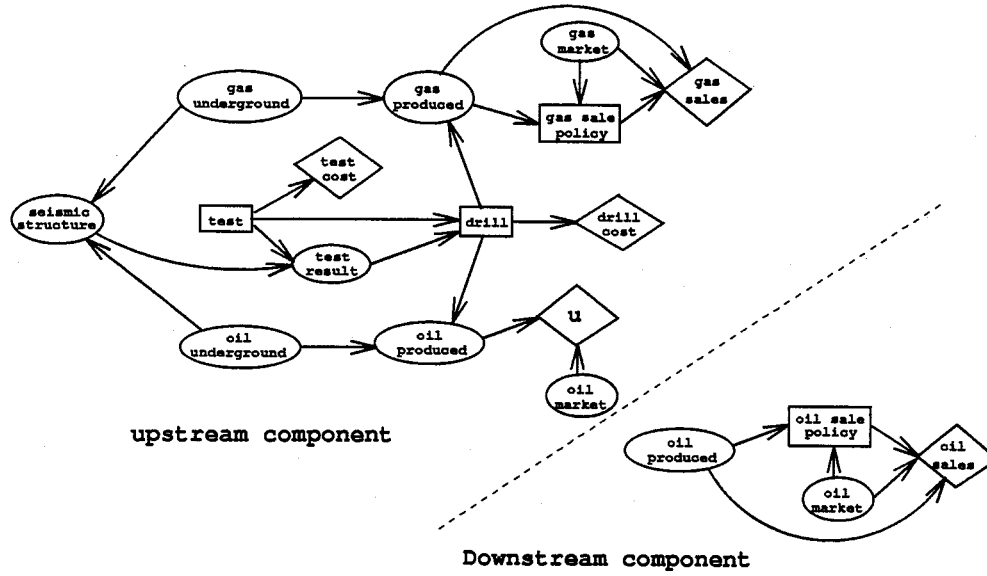 gas
market
gas
sales
gas
underground
gas
produced
gas sale
policy
test
cost
seismic
structure
test
drill
drill
cost
test
result
u
oil
underground
oil
produced
oil
market
upstream component
oil sale
policy
oil
produced
oil
sales
oil
market
Downstream component